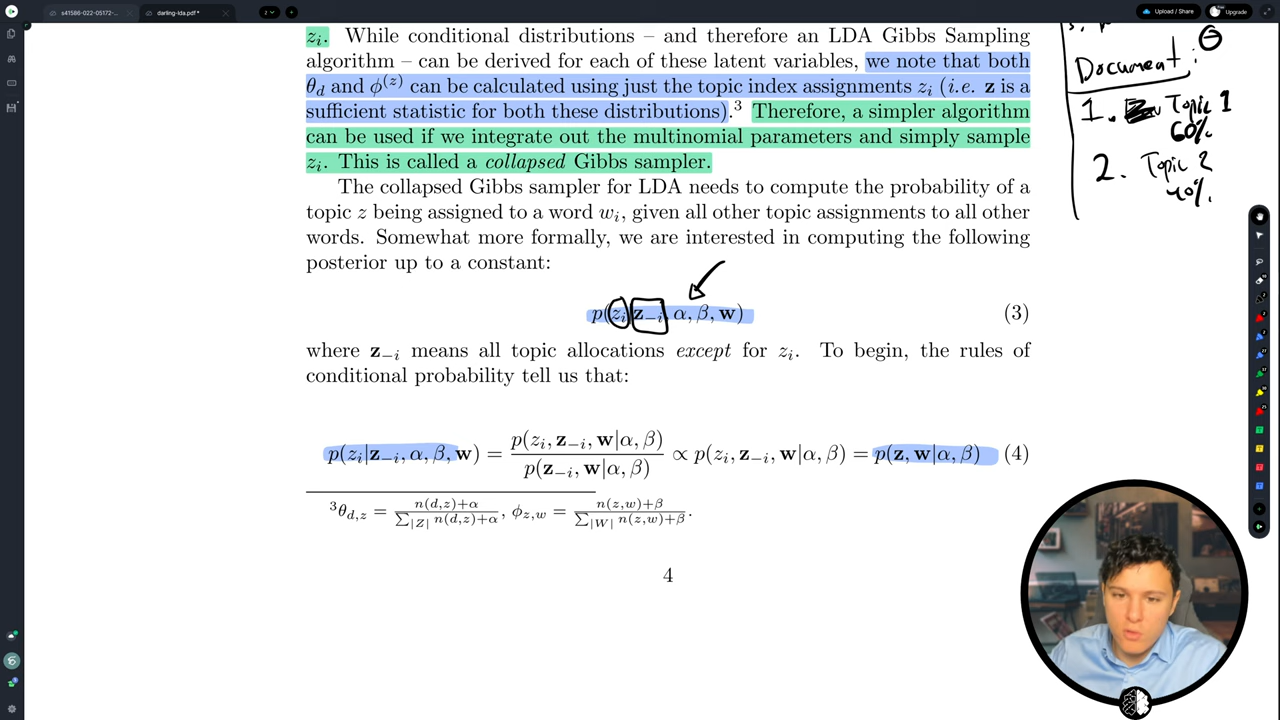 s41586-022-05172-...
darling-lda.pdf*
z
Upload / Share
Upgrade
z_i. While conditional distributions – and therefore an LDA Gibbs Sampling
algorithm – can be derived for each of these latent variables, we note that both
θ_d and ϕ^(z) can be calculated using just the topic index assignments z_i (i.e. z is a
sufficient statistic for both these distributions).³ Therefore, a simpler algorithm
can be used if we integrate out the multinomial parameters and simply sample
z_i. This is called a collapsed Gibbs sampler.
The collapsed Gibbs sampler for LDA needs to compute the probability of a
topic z being assigned to a word w_i, given all other topic assignments to all other
words. Somewhat more formally, we are interested in computing the following
posterior up to a constant:
p(z_i|z_{−i}, α, β, w) (3)
where z_{−i} means all topic allocations except for z_i. To begin, the rules of
conditional probability tell us that:
p(z_i|z_{−i}, α, β, w) = p(z_i, z_{−i}, w|α, β) / p(z_{−i}, w|α, β) ∝ p(z_i, z_{−i}, w|α, β) = p(z, w|α, β) (4)
³θ_{d,z} = n(d,z)+α / ∑_{|Z|} n(d,z)+α, ϕ_{z,w} = n(z,w)+β / ∑_{|W|} n(z,w)+β.
4
Document : Θ
1. Topic 1
60%
2. Topic 2
40%